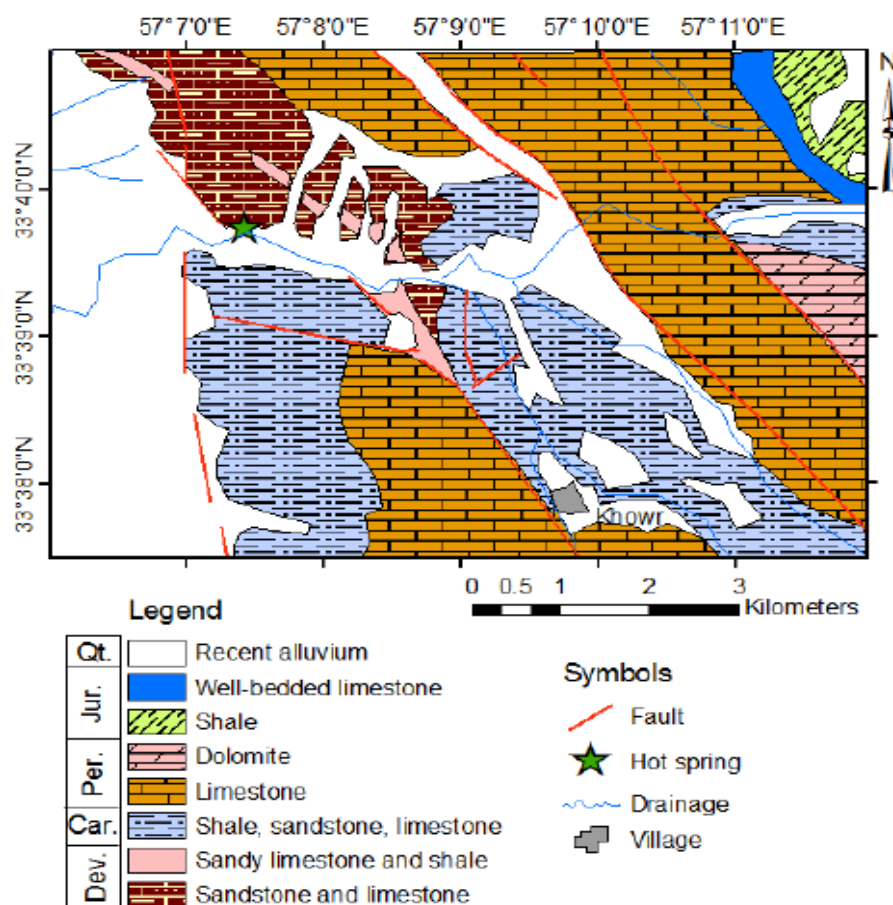 57°7'0"E 57°8'0"E 57°9'0"E 57°10'0"E 57°11'0"E
N
33°40'0"N
33°39'0"N
33°38'0"N
Khowr
0 0.5 1 2 3
Kilometers
Legend
Qt. Recent alluvium
Jur. Well-bedded limestone
Shale
Per. Dolomite
Limestone
Car. Shale, sandstone, limestone
Dev. Sandy limestone and shale
Sandstone and limestone
Symbols
Fault
Hot spring
Drainage
Village